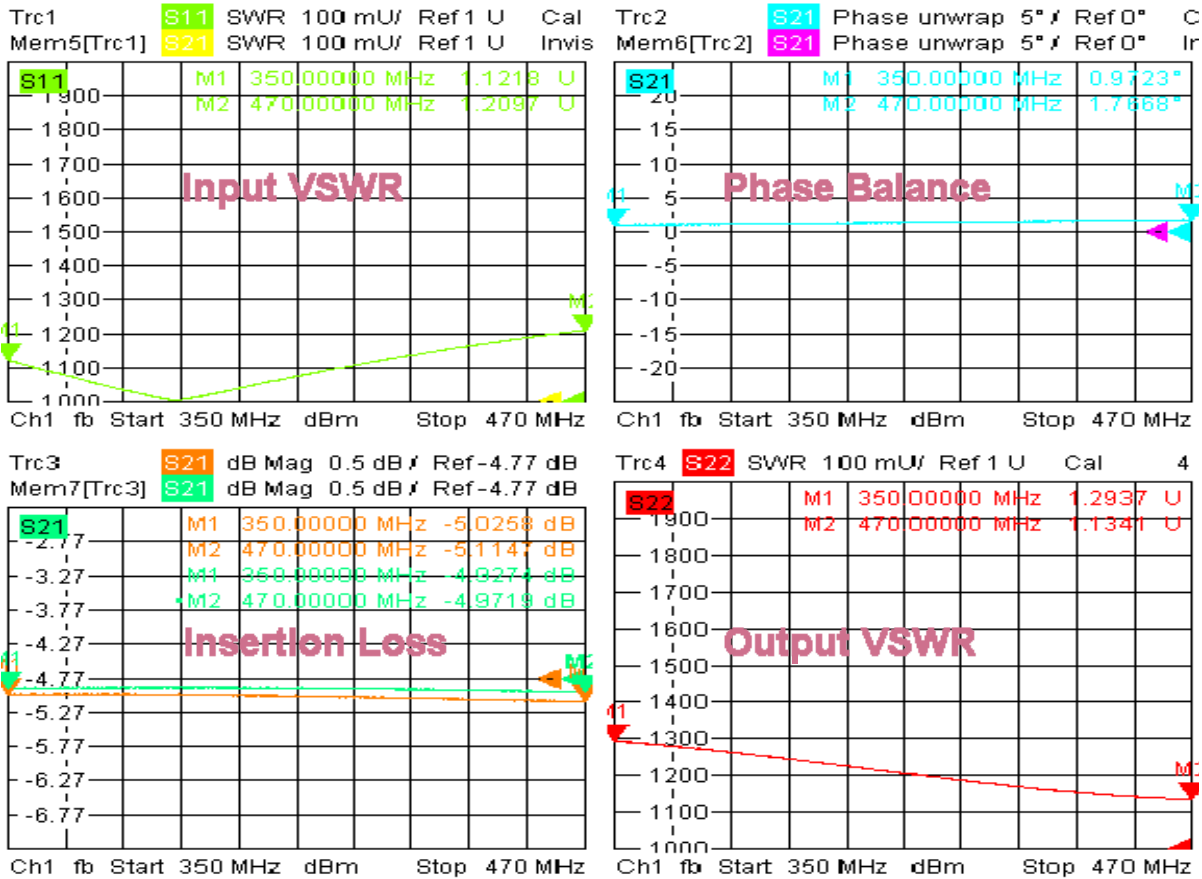 Trc1 S11 SWR 100 mU/ Ref 1 U Cal
Mem5[Trc1] S21 SWR 100 mU/ Ref 1 U Invis
S11
M1 350.00000 MHz 1.1218 U
M2 470.00000 MHz 1.2097 U
1900
1800
1700
Input VSWR
1600
1500
1400
1300
1200
1100
1000
M1
Ch1 fb Start 350 MHz dBm Stop 470 MHz
Trc2 S21 Phase unwrap 5°/ Ref 0° C
Mem6[Trc2] S21 Phase unwrap 5°/ Ref 0° In
S21
M1 350.00000 MHz 0.9723°
M2 470.00000 MHz 1.7668°
20
15
10
Phase Balance
5
0
-5
-10
-15
-20
Ch1 fb Start 350 MHz dBm Stop 470 MHz
Trc3 S21 dB Mag 0.5 dB/ Ref -4.77 dB
Mem7[Trc3] S21 dB Mag 0.5 dB/ Ref -4.77 dB
S21
M1 350.00000 MHz -5.0258 dB
M2 470.00000 MHz -5.1147 dB
M1 350.00000 MHz -4.9274 dB
•M2 470.00000 MHz -4.9719 dB
-2.77
-3.27
-3.77
-4.27
Insertion Loss
-4.77
-5.27
-5.77
-6.27
-6.77
M2
Ch1 fb Start 350 MHz dBm Stop 470 MHz
Trc4 S22 SWR 100 mU/ Ref 1 U Cal 4
S22
M1 350.00000 MHz 1.2937 U
M2 470.00000 MHz 1.1341 U
1900
1800
1700
1600
Output VSWR
1500
1400
1300
1200
1100
1000
Ch1 fb Start 350 MHz dBm Stop 470 MHz